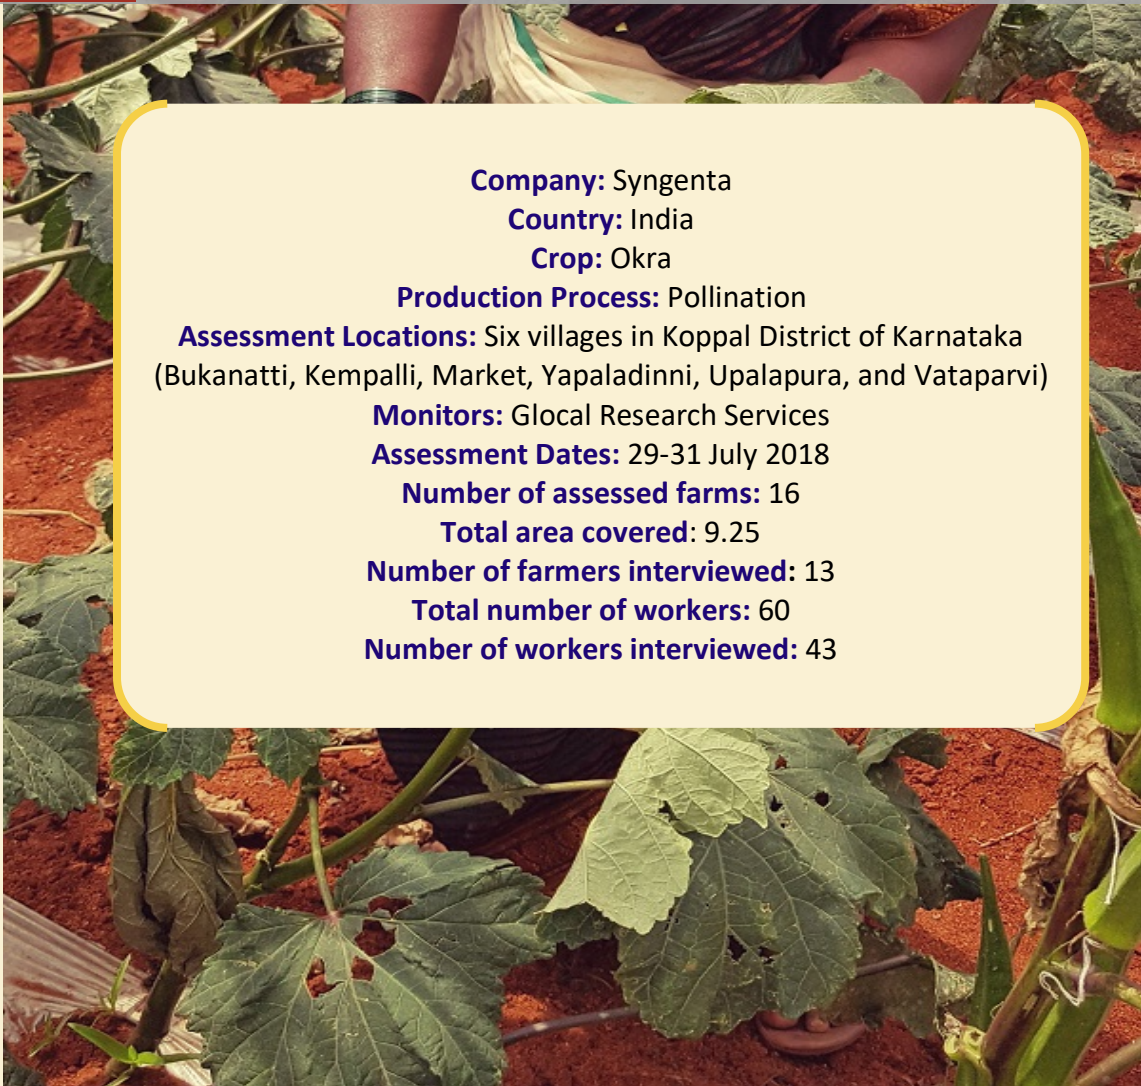 Company: Syngenta
Country: India
Crop: Okra
Production Process: Pollination
Assessment Locations: Six villages in Koppal District of Karnataka
(Bukanatti, Kempalli, Market, Yapaladinni, Upalapura, and Vataparvi)
Monitors: Glocal Research Services
Assessment Dates: 29-31 July 2018
Number of assessed farms: 16
Total area covered: 9.25
Number of farmers interviewed: 13
Total number of workers: 60
Number of workers interviewed: 43